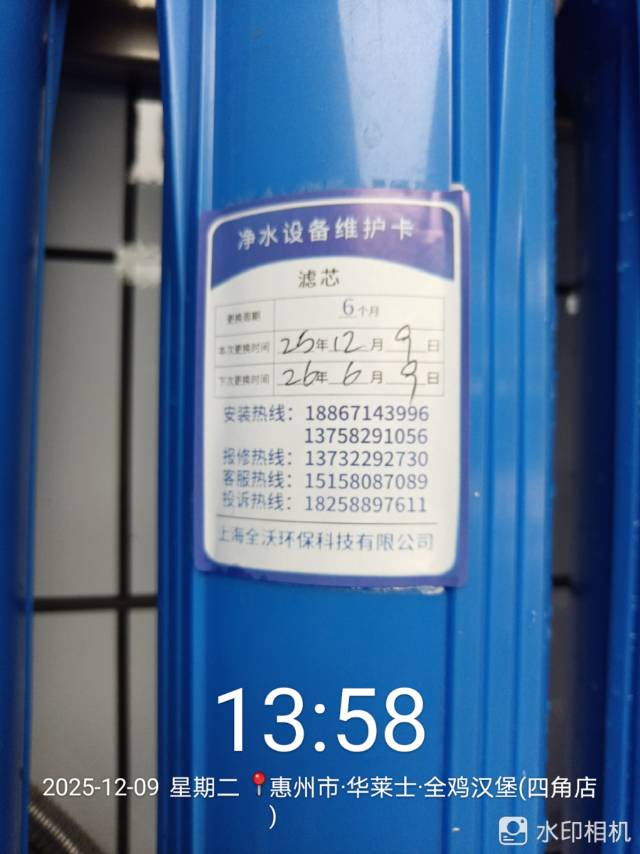 净水设备维护卡
滤芯
更换周期 6个月
本次更换时间 25年12月9日
下次更换时间 26年6月9日
安装热线：18867143996
13758291056
报修热线：13732292730
客服热线：15158087089
投诉热线：18258897611
上海全沃环保科技有限公司
13:58
2025-12-09 星期二 📍惠州市·华莱士·全鸡汉堡(四角店
)
水印相机